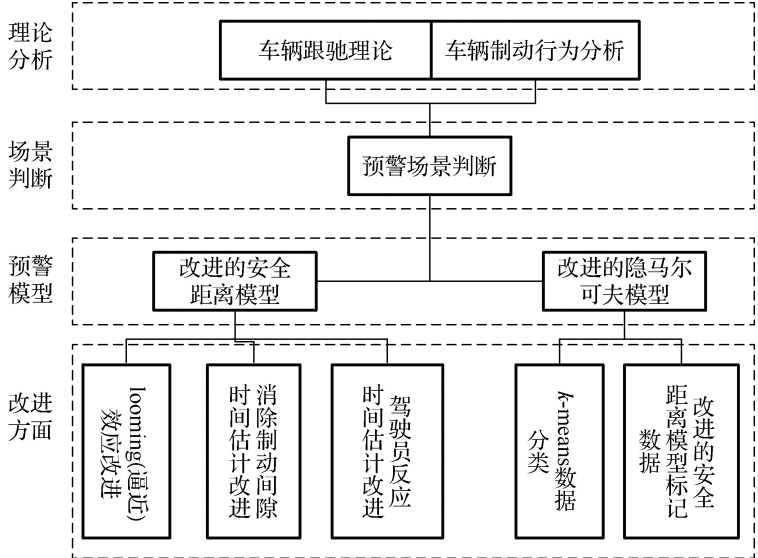 理论
分析
车辆跟驰理论
车辆制动行为分析
场景
判断
预警场景判断
预警
模型
改进的安全
距离模型
改进的隐马尔
可夫模型
改进
方面
looming(逼近)
效应改进
消除制动间隙
时间估计改进
驾驶员反应
时间估计改进
k-means数据
分类
改进的安全
距离模型标记
数据